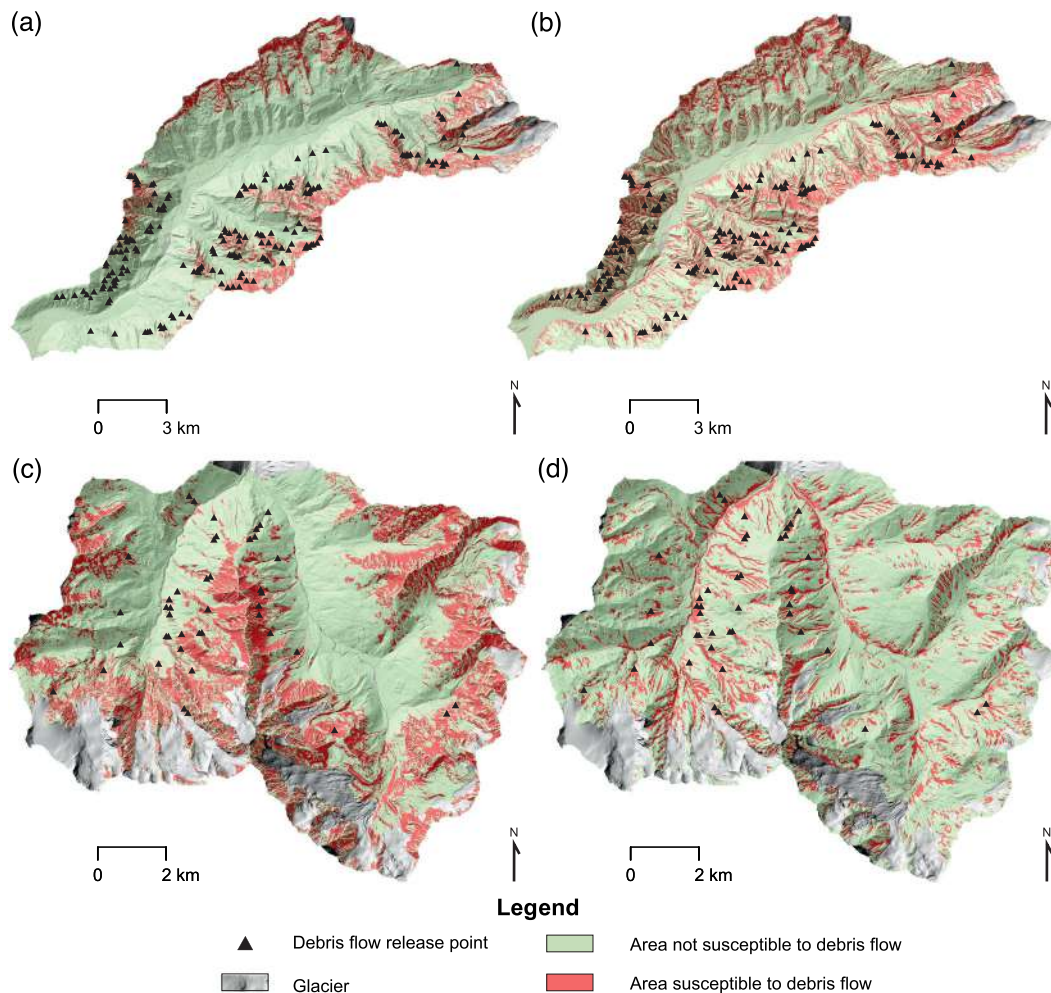 (a)
(b)
N
N
0 3 km
0 3 km
(c)
(d)
N
N
0 2 km
0 2 km
Legend
Debris flow release point
Area not susceptible to debris flow
Glacier
Area susceptible to debris flow